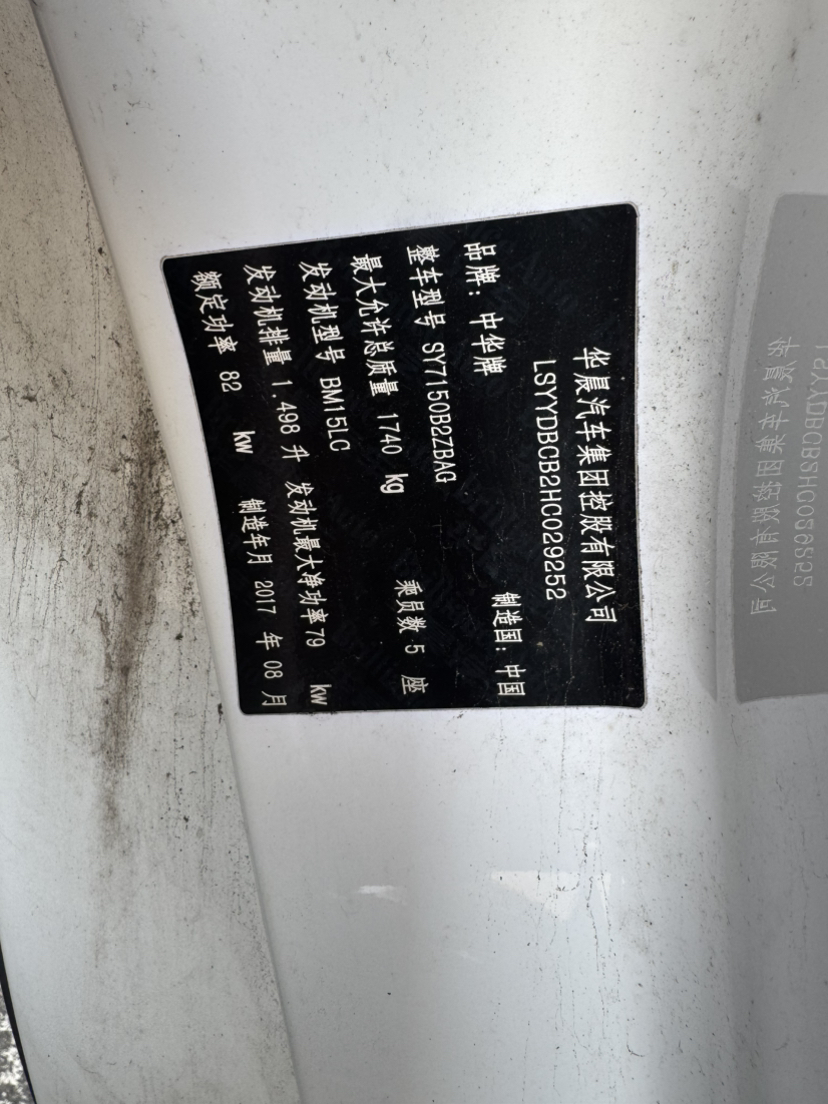 华晨汽车集团控股有限公司
LSYYDBCB2HC029252
品牌：中华牌 制造国：中国
整车型号 SY7150B2ZBAG
最大允许总质量 1740 kg 乘员数 5 座
发动机型号 BM15LC
发动机排量 1.498 升 发动机最大净功率79 kw
额定功率 82 kw 制造年月 2017 年 08 月